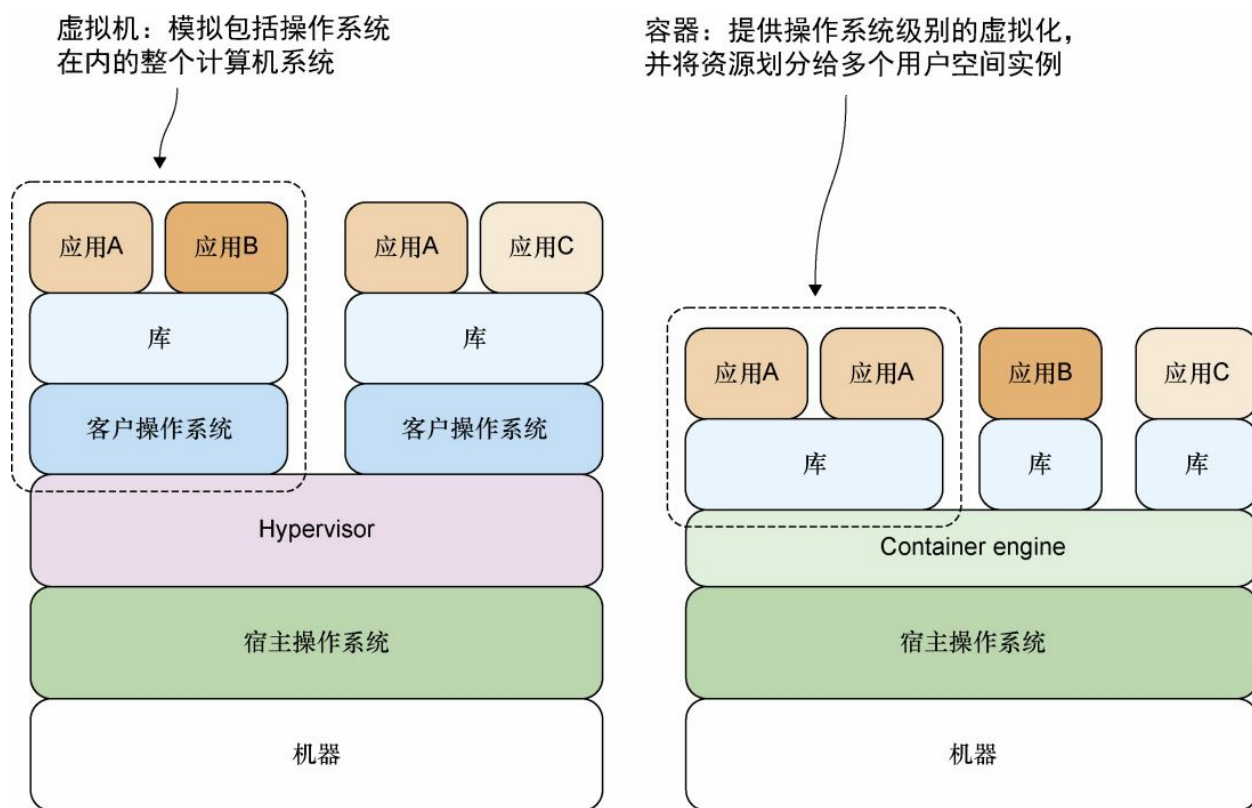 虚拟机：模拟包括操作系统
在内的整个计算机系统
容器：提供操作系统级别的虚拟化，
并将资源划分给多个用户空间实例
应用A
应用B
应用A
应用C
库
库
客户操作系统
客户操作系统
Hypervisor
宿主操作系统
机器
应用A
应用A
应用B
应用C
库
库
库
Container engine
宿主操作系统
机器